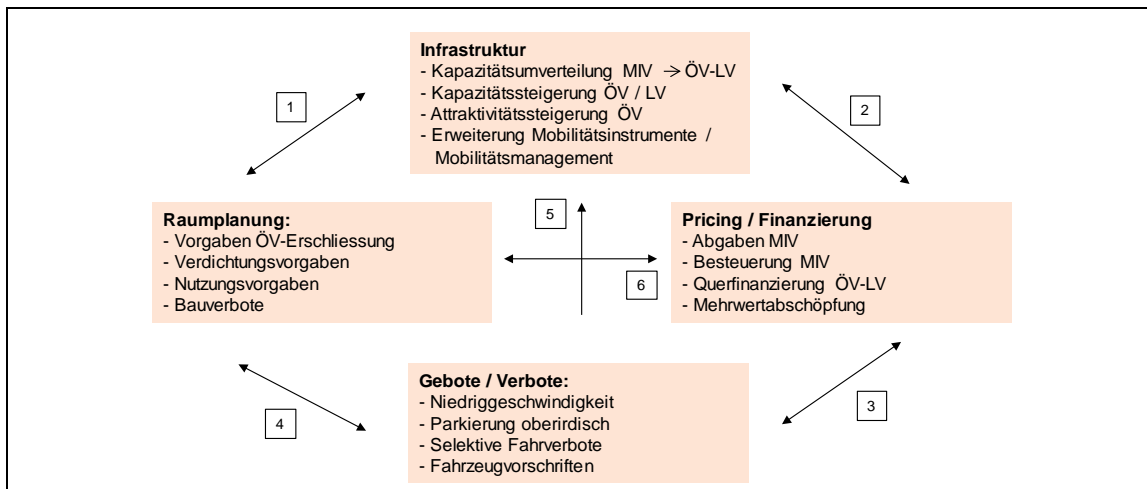 Infrastruktur
- Kapazitätsumverteilung MIV → ÖV-LV
- Kapazitätssteigerung ÖV / LV
- Attraktivitätssteigerung ÖV
- Erweiterung Mobilitätsinstrumente /
Mobilitätsmanagement
1
2
Raumplanung:
- Vorgaben ÖV-Erschliessung
- Verdichtungsvorgaben
- Nutzungsvorgaben
- Bauverbote
5
6
Pricing / Finanzierung
- Abgaben MIV
- Besteuerung MIV
- Querfinanzierung ÖV-LV
- Mehrwertabschöpfung
4
Gebote / Verbote:
- Niedriggeschwindigkeit
- Parkierung oberirdisch
- Selektive Fahrverbote
- Fahrzeugvorschriften
3